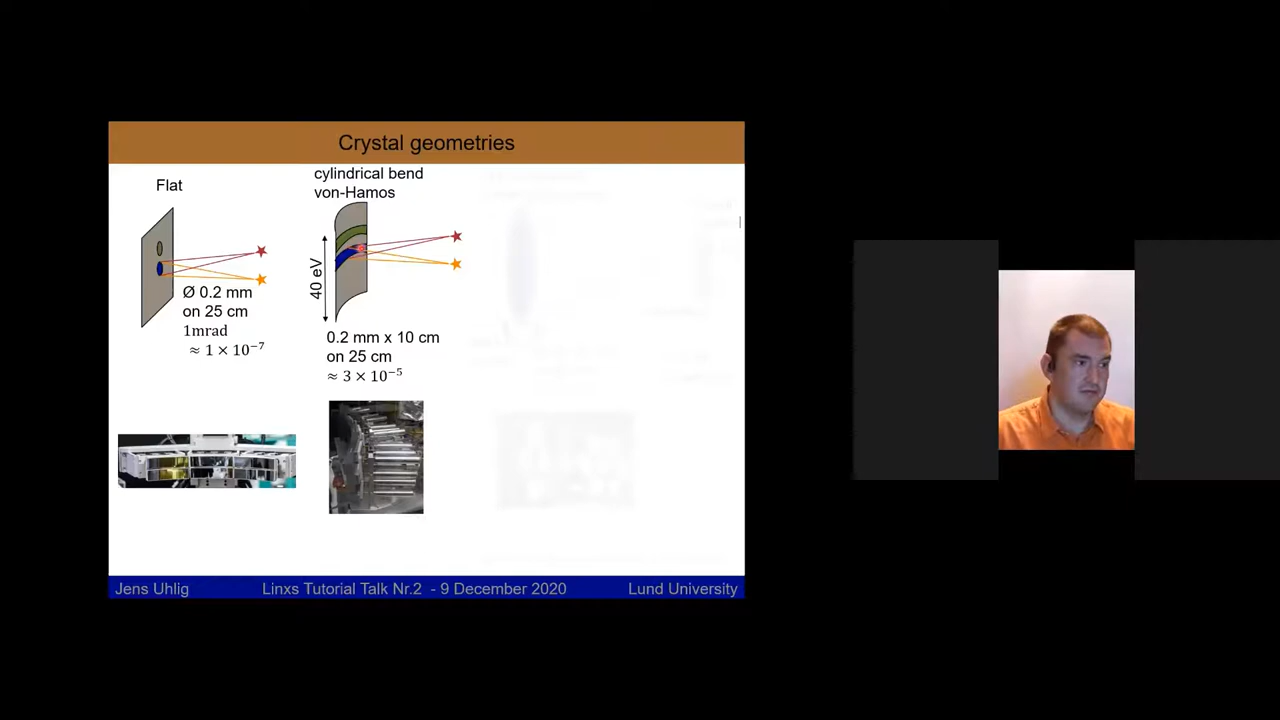 Crystal geometries
Flat
Ø 0.2 mm
on 25 cm
1mrad
≈ 1 × 10⁻⁷
cylindrical bend
von-Hamos
40 eV
0.2 mm x 10 cm
on 25 cm
≈ 3 × 10⁻⁵
Jens Uhlig
Linxs Tutorial Talk Nr.2 - 9 December 2020
Lund University